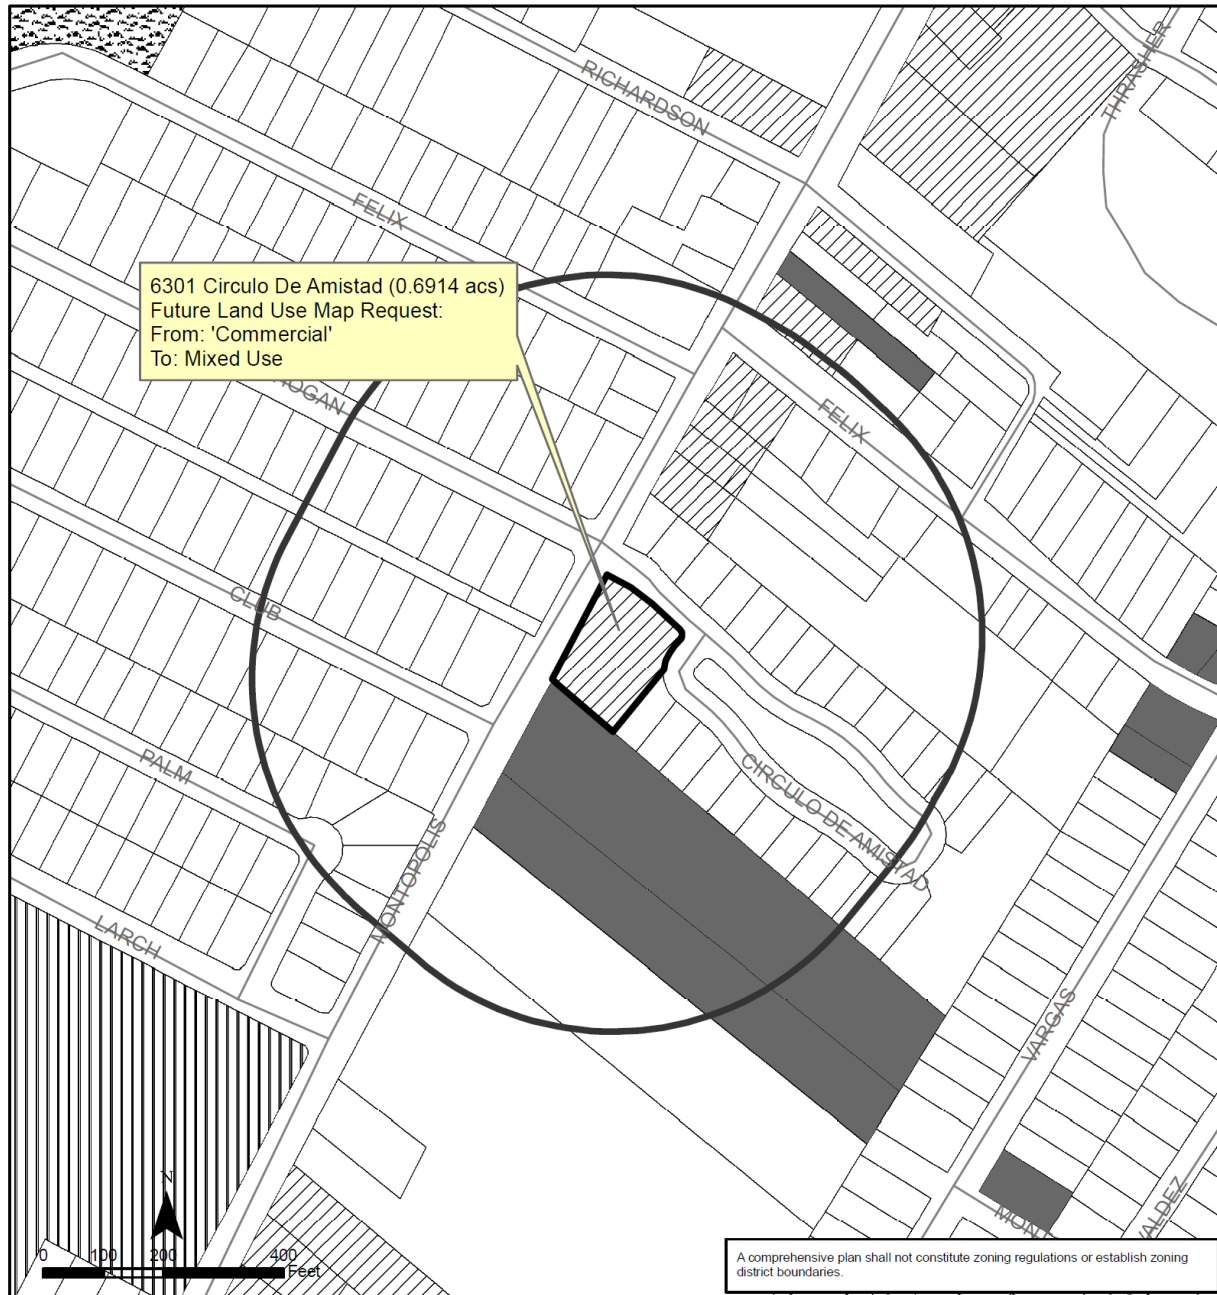 RICHARDSON
THRASHER
FELIX
6301 Circulo De Amistad (0.6914 acs)
Future Land Use Map Request:
From: 'Commercial'
To: Mixed Use
FELIX
CLUB
PALM
CIRCULO DE AMISTAD
MONTOPOLIS
LARCH
VARGAS
N
0 100 200 400
Feet
A comprehensive plan shall not constitute zoning regulations or establish zoning
district boundaries.